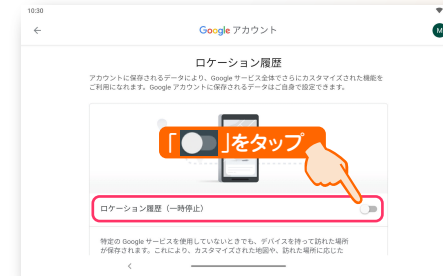 10:30
Google アカウント
M
ロケーション履歴
アカウントに保存されるデータにより、Google サービス全体でさらにカスタマイズされた機能を
ご利用になれます。Google アカウントに保存されるデータはご自身で設定できます。
「 」をタップ
ロケーション履歴（一時停止）
特定の Google サービスを使用していないときでも、デバイスを持って訪れた場所
が保存されます。これにより、カスタマイズされた地図や、訪れた場所に応じた